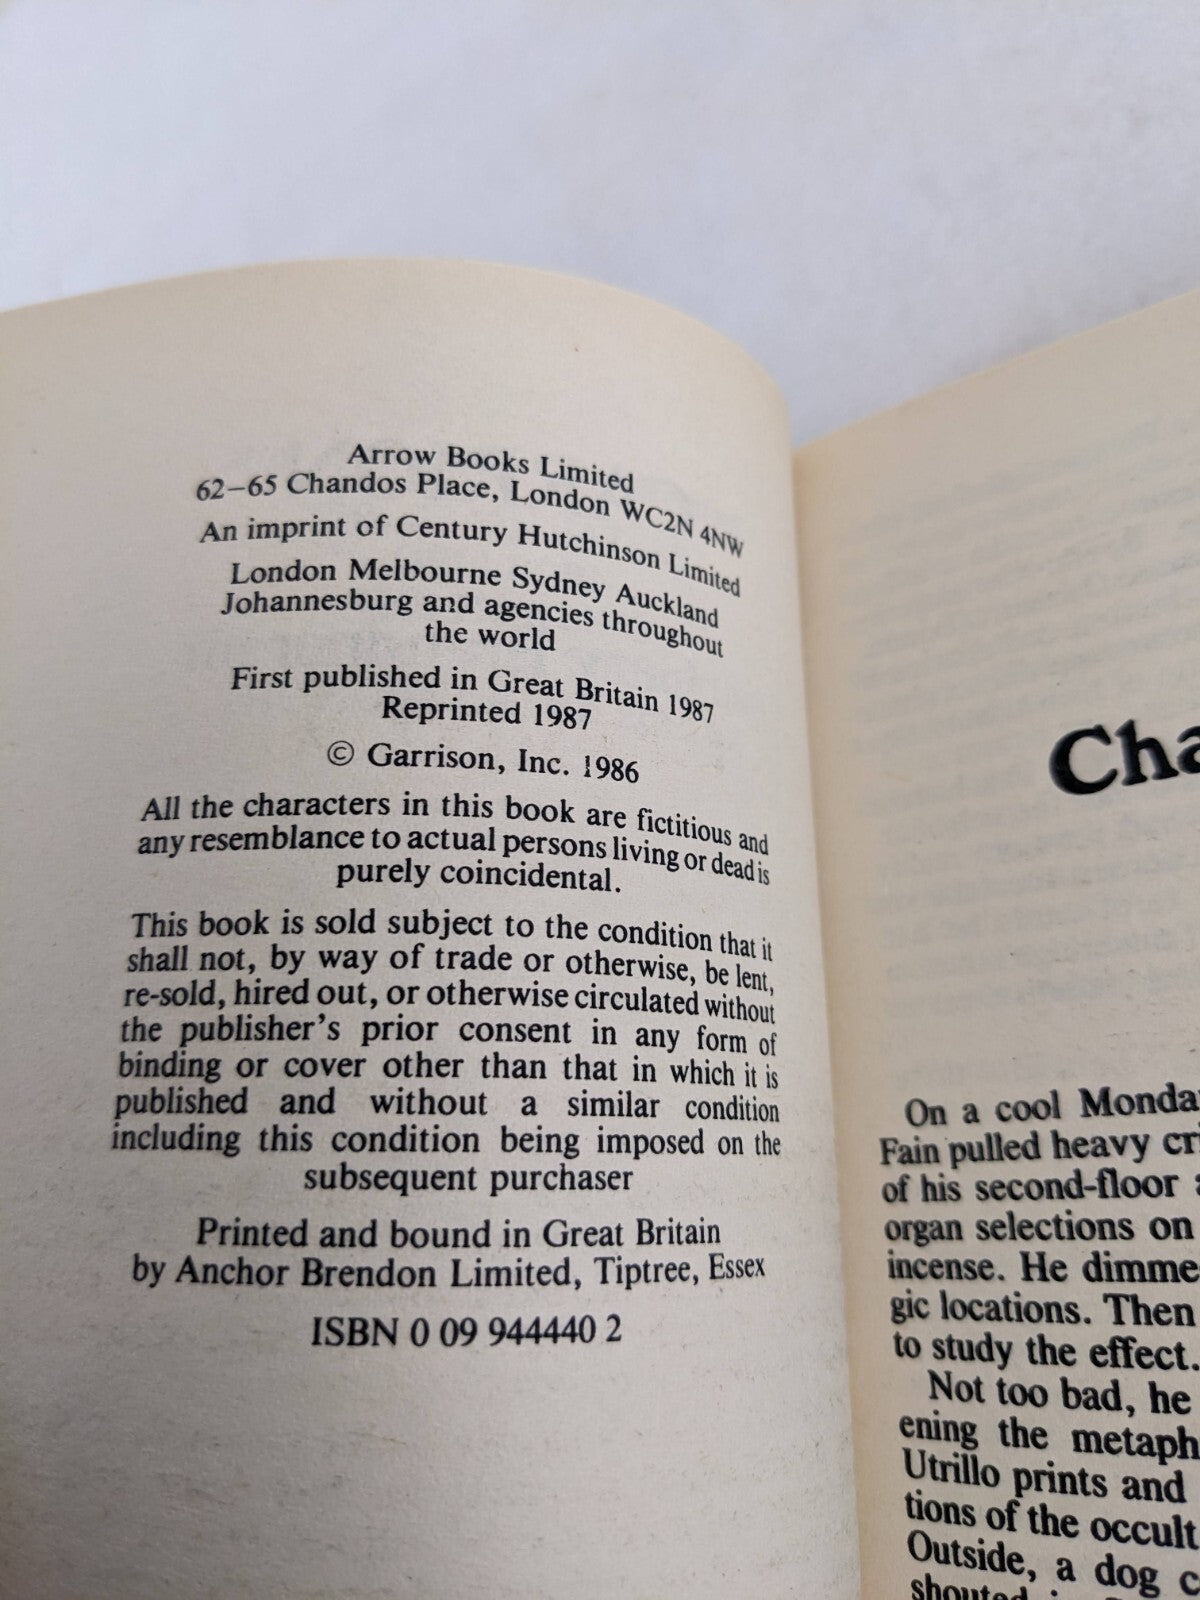 Arrow Books Limited
62–65 Chandos Place, London WC2N 4NW
An imprint of Century Hutchinson Limited
London Melbourne Sydney Auckland
Johannesburg and agencies throughout
the world
First published in Great Britain 1987
Reprinted 1987
© Garrison, Inc. 1986
All the characters in this book are fictitious and
any resemblance to actual persons living or dead is
purely coincidental.
This book is sold subject to the condition that it
shall not, by way of trade or otherwise, be lent,
re-sold, hired out, or otherwise circulated without
the publisher's prior consent in any form of
binding or cover other than that in which it is
published and without a similar condition
including this condition being imposed on the
subsequent purchaser
Printed and bound in Great Britain
by Anchor Brendon Limited, Tiptree, Essex
ISBN 0 09 944440 2
Cha
On a cool Monda
Fain pulled heavy cri
of his second-floor
organ selections on
incense. He dimme
gic locations. Then
to study the effect.
Not too bad, he
ening the metaph
Utrillo prints and
tions of the occult
Outside, a dog c
shouted